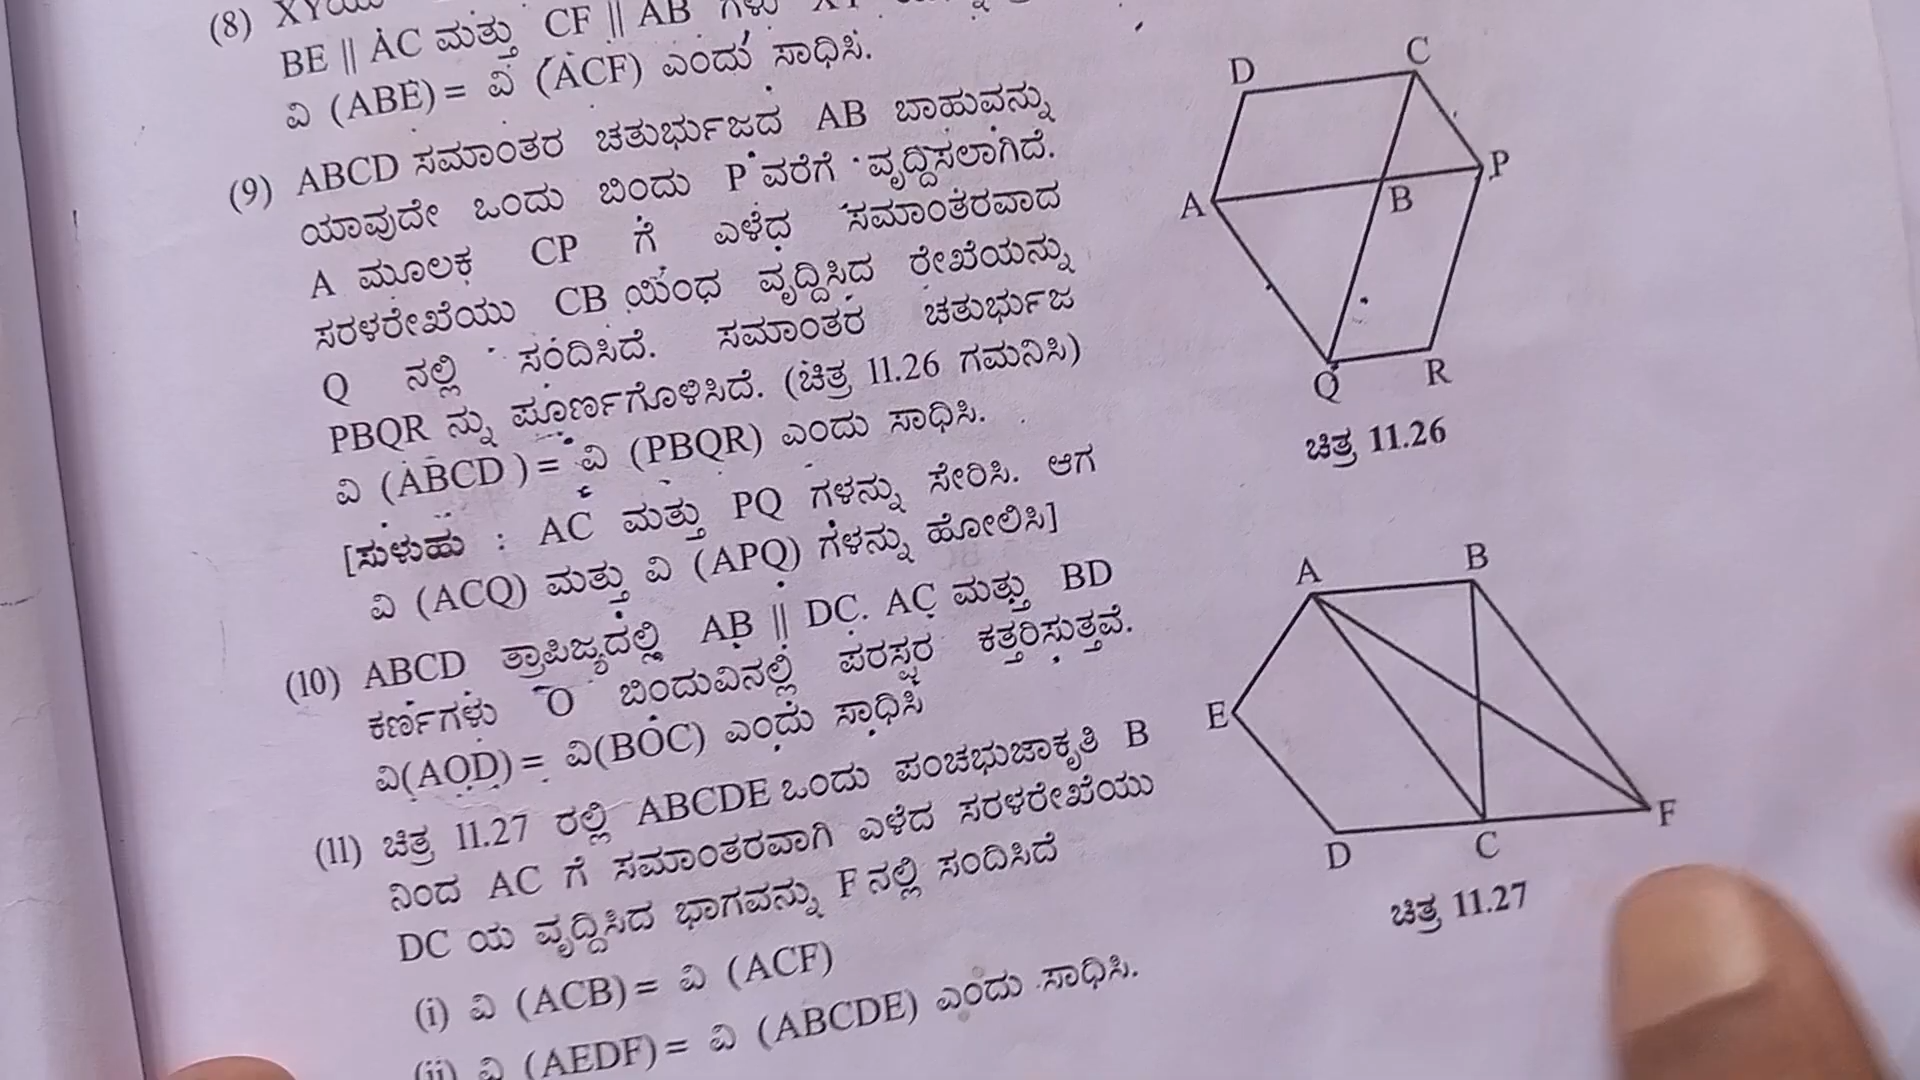 (8) XY
BE || AC ಮತ್ತು CF || AB ಗಳು XY
ವಿ (ABE) = ವಿ (ACF) ಎಂದು ಸಾಧಿಸಿ.
(9) ABCD ಸಮಾಂತರ ಚತುರ್ಭುಜದ AB ಬಾಹುವನ್ನು
ಯಾವುದೇ ಒಂದು ಬಿಂದು P ವರೆಗೆ ವೃದ್ದಿಸಲಾಗಿದೆ.
A ಮೂಲಕ CP ಗೆ ಎಳೆದ ಸಮಾಂತರವಾದ
ಸರಳರೇಖೆಯು CB ಯಿಂಧ ವೃದ್ದಿಸಿದ ರೇಖೆಯನ್ನು
Q ನಲ್ಲಿ ಸಂದಿಸಿದೆ. ಸಮಾಂತರ ಚತುರ್ಭುಜ
PBQR ನ್ನು ಪೂರ್ಣಗೊಳಿಸಿದೆ. (ಚಿತ್ರ 11.26 ಗಮನಿಸಿ)
ವಿ (ABCD ) = ವಿ (PBQR) ಎಂದು ಸಾಧಿಸಿ.
[ಸುಳುಹು : AC ಮತ್ತು PQ ಗಳನ್ನು ಸೇರಿಸಿ. ಆಗ
ವಿ (ACQ) ಮತ್ತು ವಿ (APQ) ಗಳನ್ನು ಹೋಲಿಸಿ]
(10) ABCD ತ್ರಾಪಿಜ್ಯದಲ್ಲಿ AB || DC. AC ಮತ್ತು BD
ಕರ್ಣಗಳು O ಬಿಂದುವಿನಲ್ಲಿ ಪರಸ್ಪರ ಕತ್ತರಿಸುತ್ತವೆ.
ವಿ(AOD) = ವಿ(BOC) ಎಂದು ಸಾಧಿಸಿ
(11) ಚಿತ್ರ 11.27 ರಲ್ಲಿ ABCDE ಒಂದು ಪಂಚಭುಜಾಕೃತಿ B
ನಿಂದ AC ಗೆ ಸಮಾಂತರವಾಗಿ ಎಳೆದ ಸರಳರೇಖೆಯು
DC ಯ ವೃದ್ದಿಸಿದ ಭಾಗವನ್ನು F ನಲ್ಲಿ ಸಂದಿಸಿದೆ
(i) ವಿ (ACB) = ವಿ (ACF)
(ii) ವಿ (AEDF) = ವಿ (ABCDE) ಎಂದು ಸಾಧಿಸಿ.
D C
A B P
Q R
ಚಿತ್ರ 11.26
A B
E
D C F
ಚಿತ್ರ 11.27